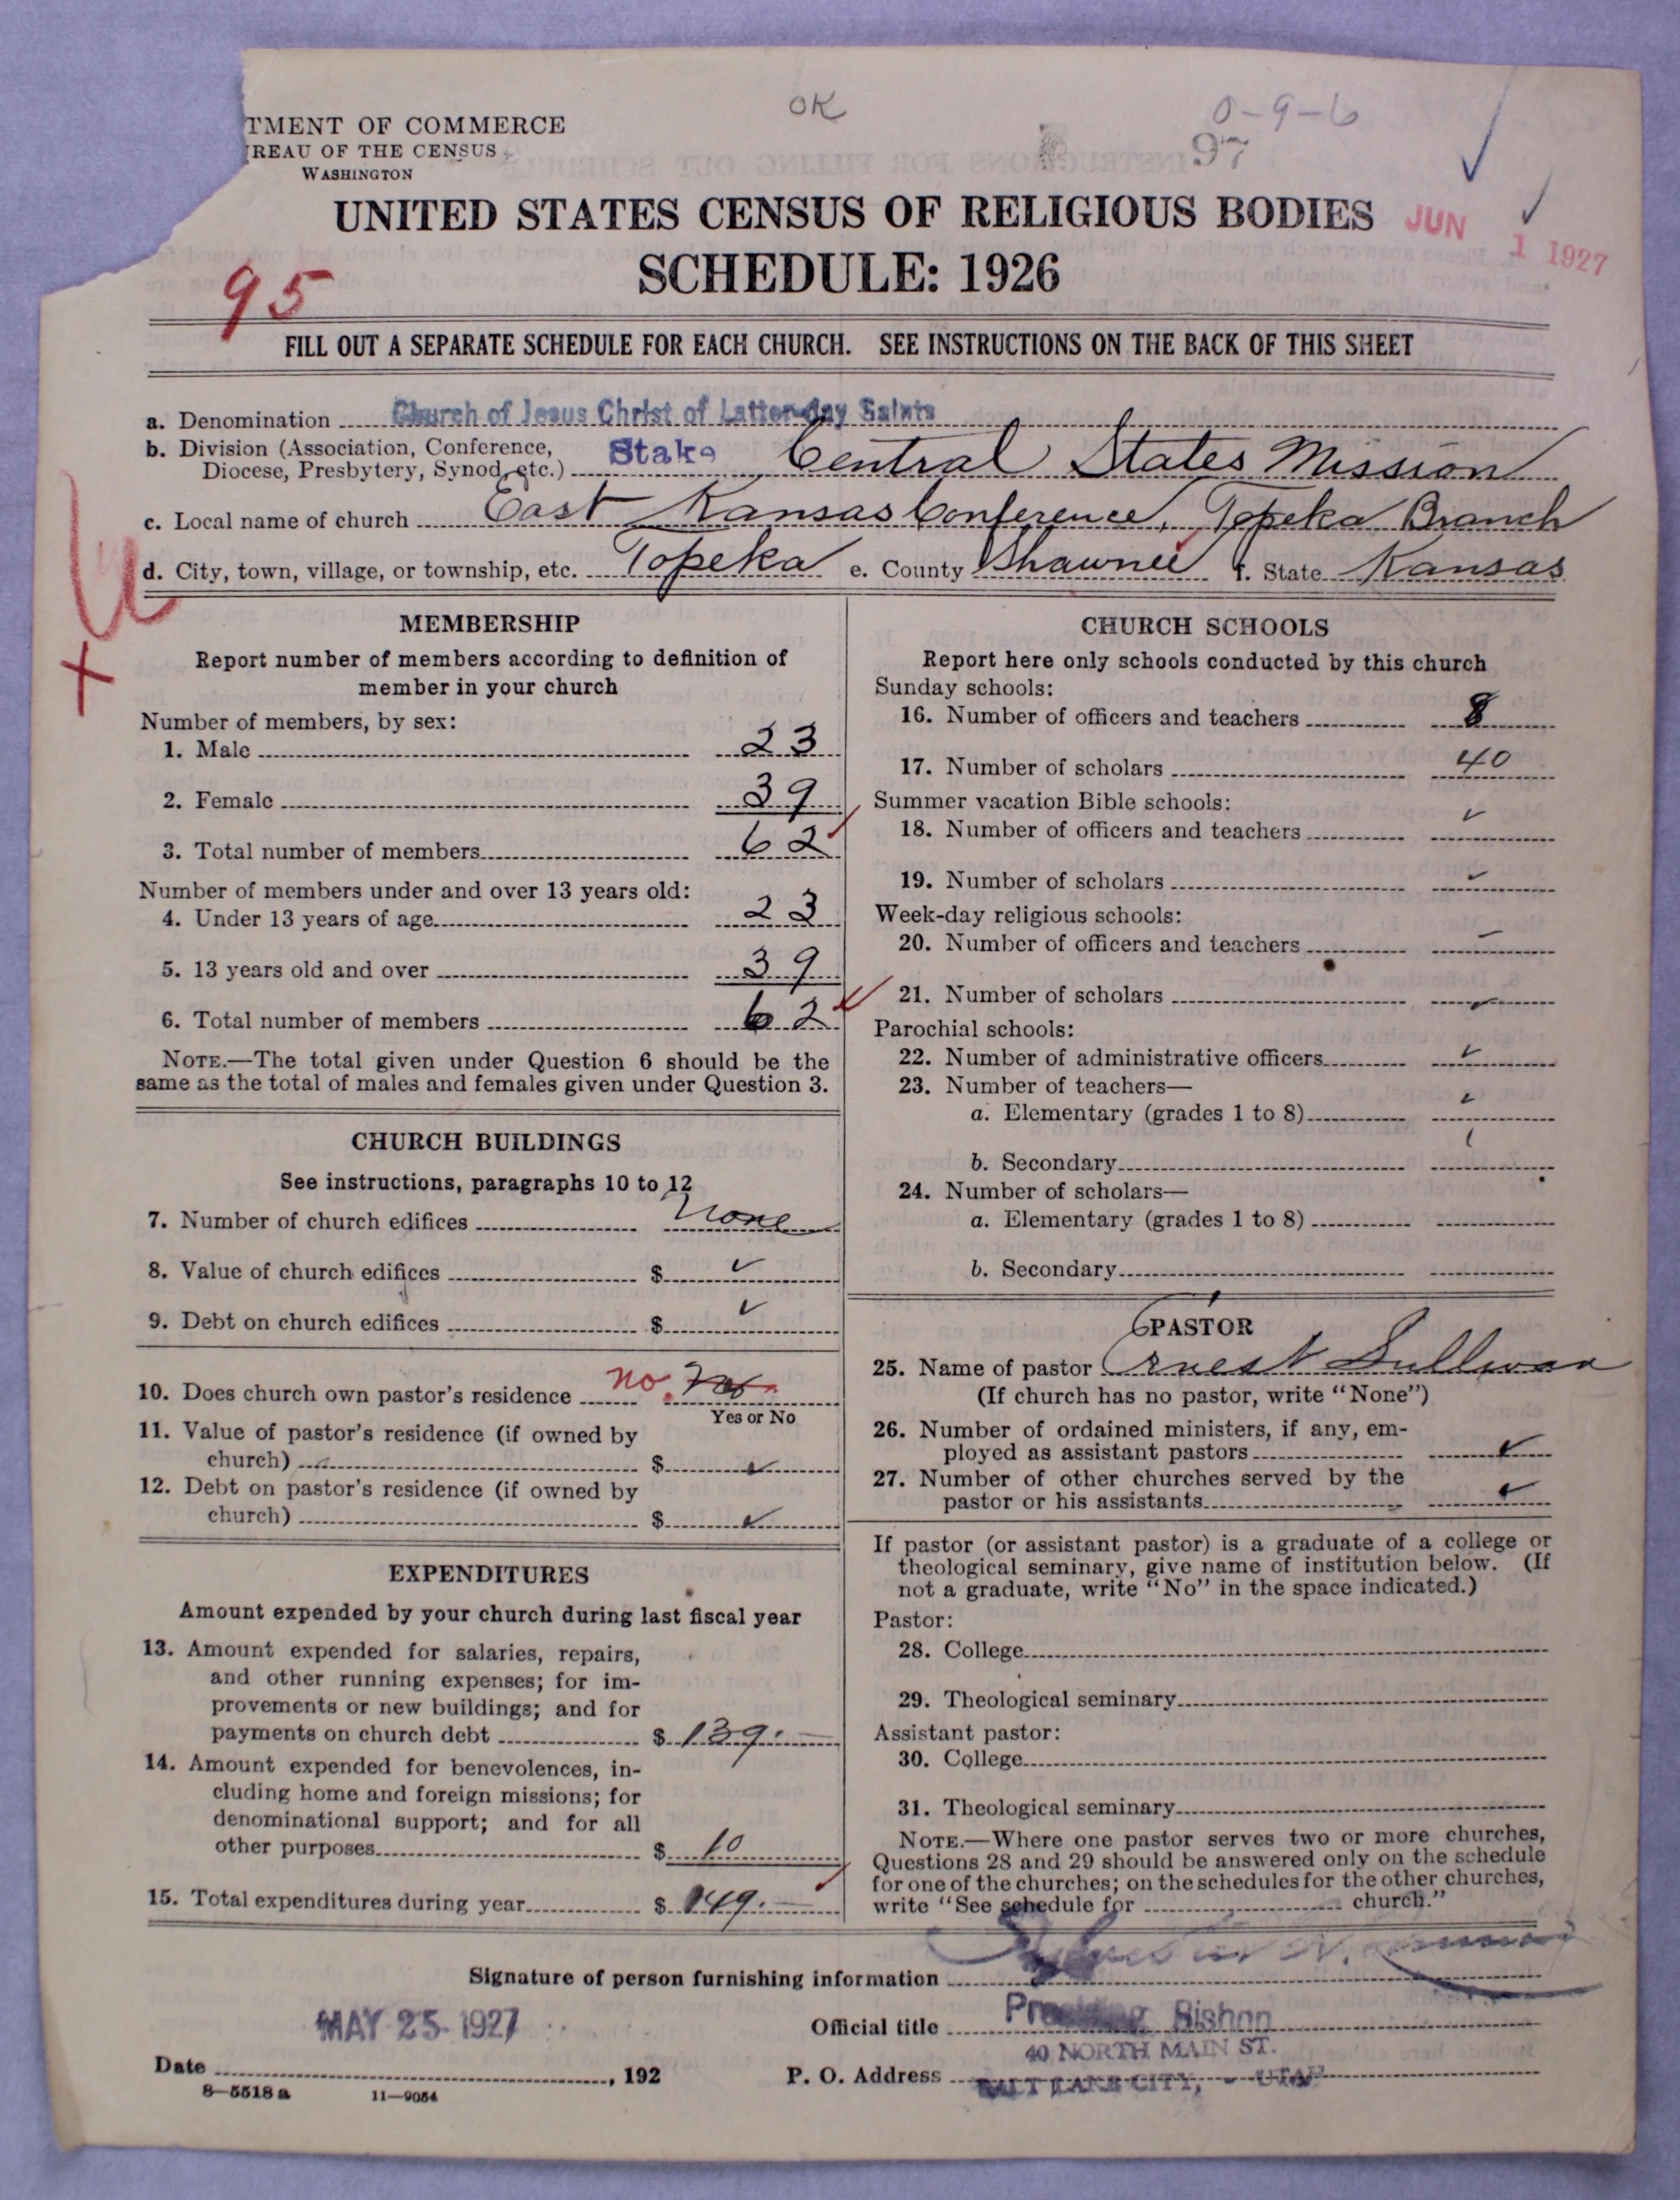 OK
0-9-6
97
TMENT OF COMMERCE
REAU OF THE CENSUS
WASHINGTON
UNITED STATES CENSUS OF RELIGIOUS BODIES
JUN 1 1927
SCHEDULE: 1926
95
FILL OUT A SEPARATE SCHEDULE FOR EACH CHURCH. SEE INSTRUCTIONS ON THE BACK OF THIS SHEET
a. Denomination Church of Jesus Christ of Latter-day Saints
b. Division (Association, Conference,
Diocese, Presbytery, Synod, etc.) Stake Central States Mission
c. Local name of church East Kansas Conference, Topeka Branch
d. City, town, village, or township, etc. Topeka e. County Shawnee f. State Kansas
MEMBERSHIP
Report number of members according to definition of
member in your church
Number of members, by sex:
1. Male 23
2. Female 39
3. Total number of members 62
Number of members under and over 13 years old:
4. Under 13 years of age 23
5. 13 years old and over 39
6. Total number of members 62
NOTE.—The total given under Question 6 should be the
same as the total of males and females given under Question 3.
CHURCH BUILDINGS
See instructions, paragraphs 10 to 12
7. Number of church edifices None
8. Value of church edifices $ ✓
9. Debt on church edifices $ ✓
10. Does church own pastor's residence no.
Yes or No
11. Value of pastor's residence (if owned by
church) $ ✓
12. Debt on pastor's residence (if owned by
church) $ ✓
EXPENDITURES
Amount expended by your church during last fiscal year
13. Amount expended for salaries, repairs,
and other running expenses; for im-
provements or new buildings; and for
payments on church debt $ 139.—
14. Amount expended for benevolences, in-
cluding home and foreign missions; for
denominational support; and for all
other purposes $ 10
15. Total expenditures during year $ 149.—
CHURCH SCHOOLS
Report here only schools conducted by this church
Sunday schools:
16. Number of officers and teachers 8
17. Number of scholars 40
Summer vacation Bible schools:
18. Number of officers and teachers ✓
19. Number of scholars ✓
Week-day religious schools:
20. Number of officers and teachers –
21. Number of scholars ✓
Parochial schools:
22. Number of administrative officers ✓
23. Number of teachers—
a. Elementary (grades 1 to 8) ✓
b. Secondary
24. Number of scholars—
a. Elementary (grades 1 to 8)
b. Secondary
PASTOR
25. Name of pastor Ernest Sullivan
(If church has no pastor, write "None")
26. Number of ordained ministers, if any, em-
ployed as assistant pastors ✓
27. Number of other churches served by the
pastor or his assistants ✓
If pastor (or assistant pastor) is a graduate of a college or
theological seminary, give name of institution below. (If
not a graduate, write "No" in the space indicated.)
Pastor:
28. College
29. Theological seminary
Assistant pastor:
30. College
31. Theological seminary
NOTE.—Where one pastor serves two or more churches,
Questions 28 and 29 should be answered only on the schedule
for one of the churches; on the schedules for the other churches,
write "See schedule for church."
Signature of person furnishing information
MAY 25 1927
Official title Presiding Bishop
40 NORTH MAIN ST.
Date , 192
P. O. Address SALT LAKE CITY, - UTAH
8—5518a 11—9054